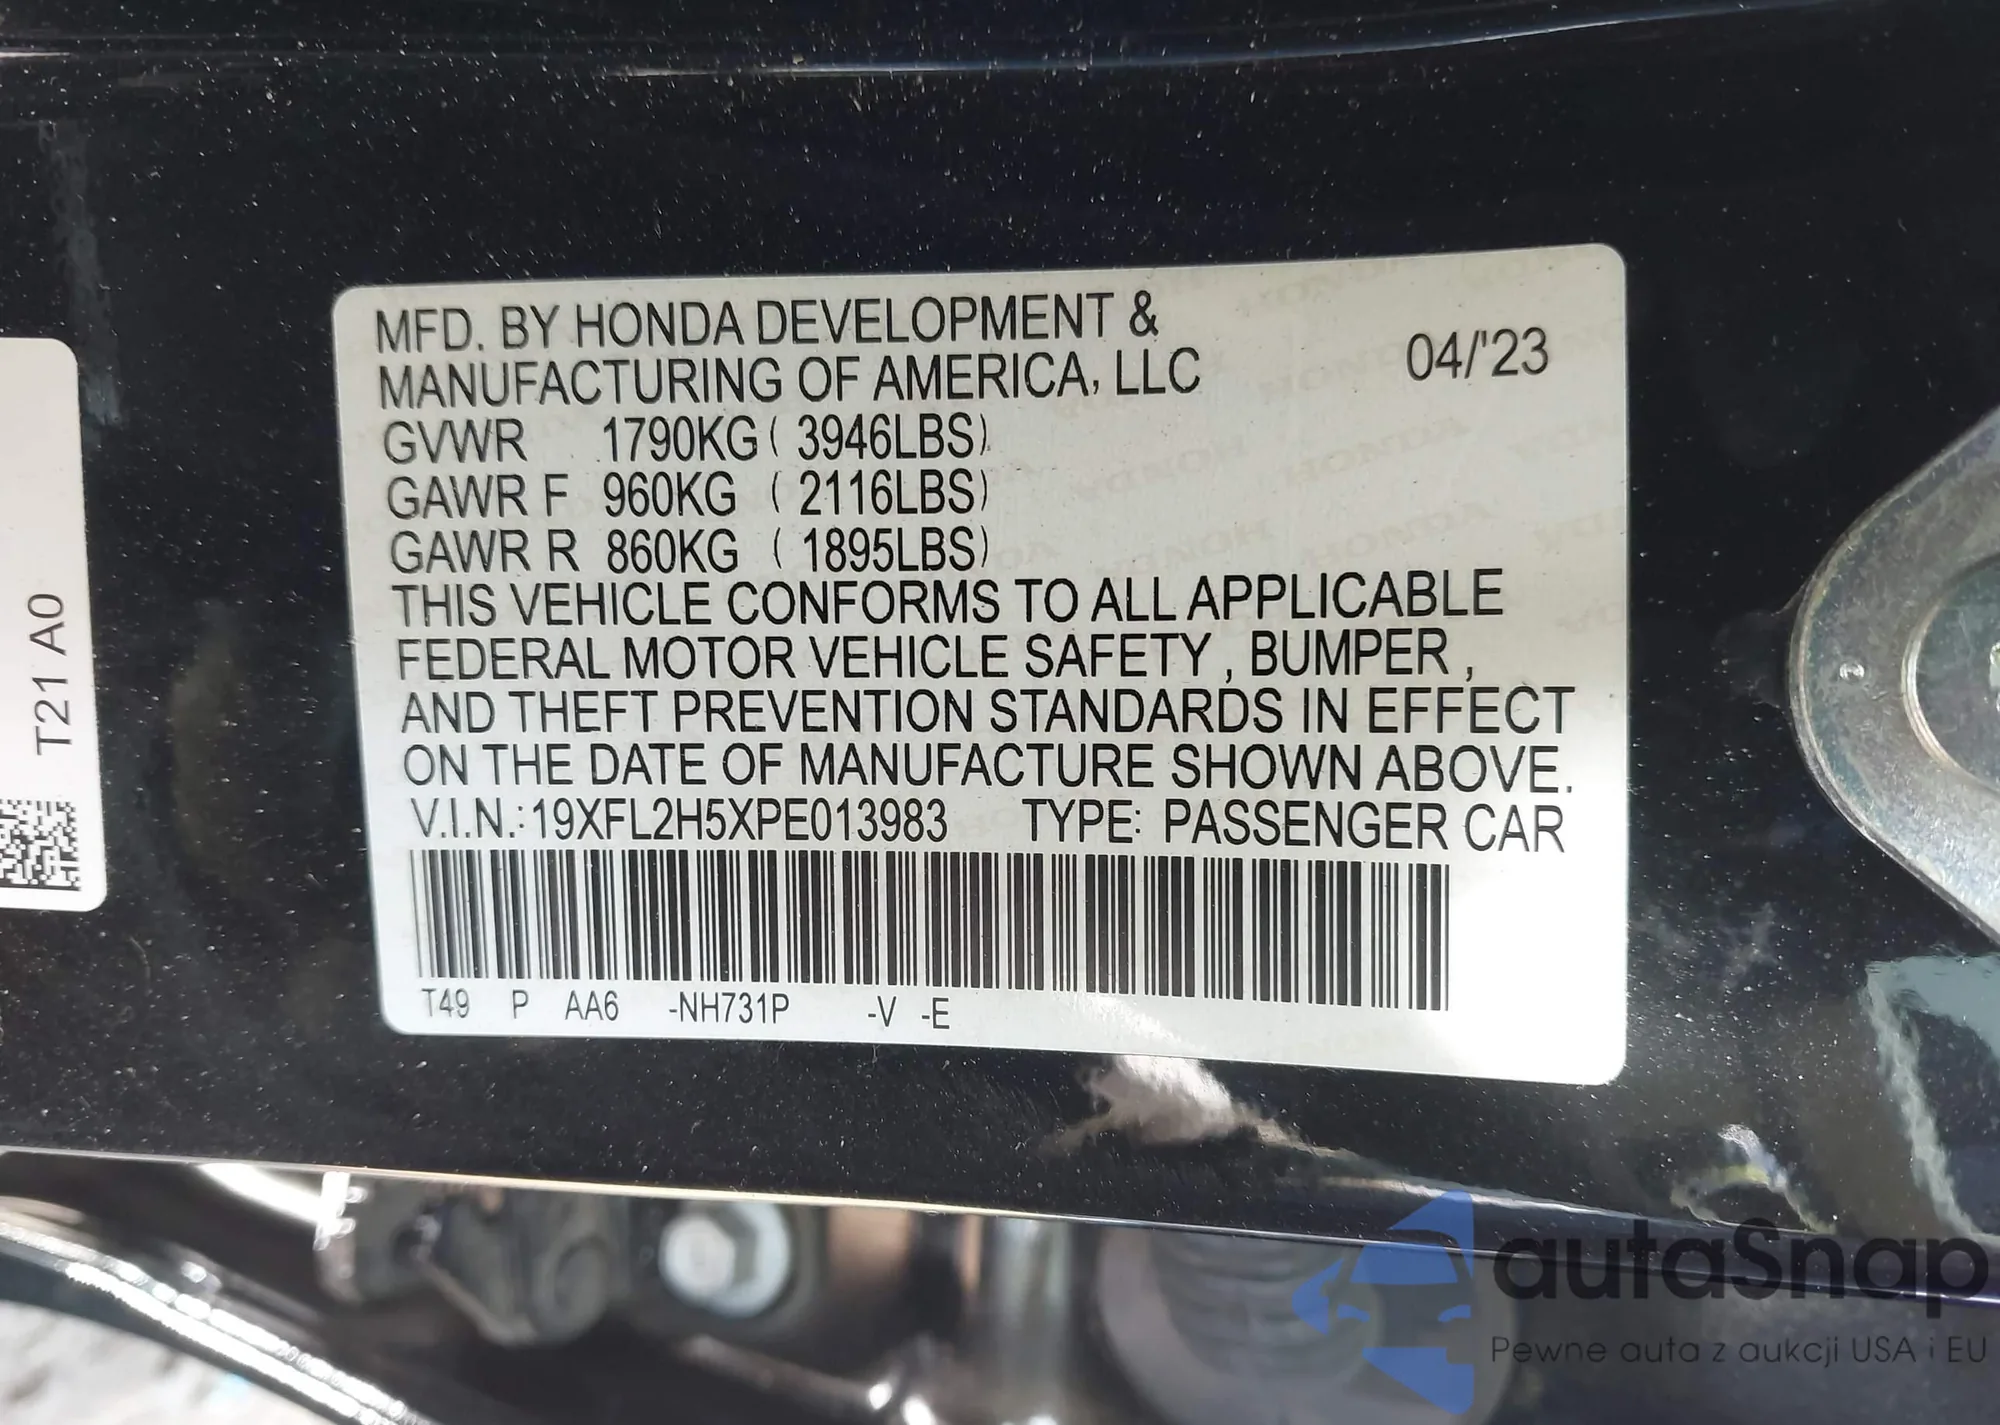 MFD. BY HONDA DEVELOPMENT &
MANUFACTURING OF AMERICA, LLC
04/'23
GVWR 1790KG ( 3946LBS)
GAWR F 960KG ( 2116LBS)
GAWR R 860KG ( 1895LBS)
THIS VEHICLE CONFORMS TO ALL APPLICABLE
FEDERAL MOTOR VEHICLE SAFETY , BUMPER ,
AND THEFT PREVENTION STANDARDS IN EFFECT
ON THE DATE OF MANUFACTURE SHOWN ABOVE.
V.I.N.: 19XFL2H5XPE013983 TYPE: PASSENGER CAR
T49 P AA6 -NH731P -V -E
T21 A0
autaSnap
Pewne auta z aukcji USA i EU